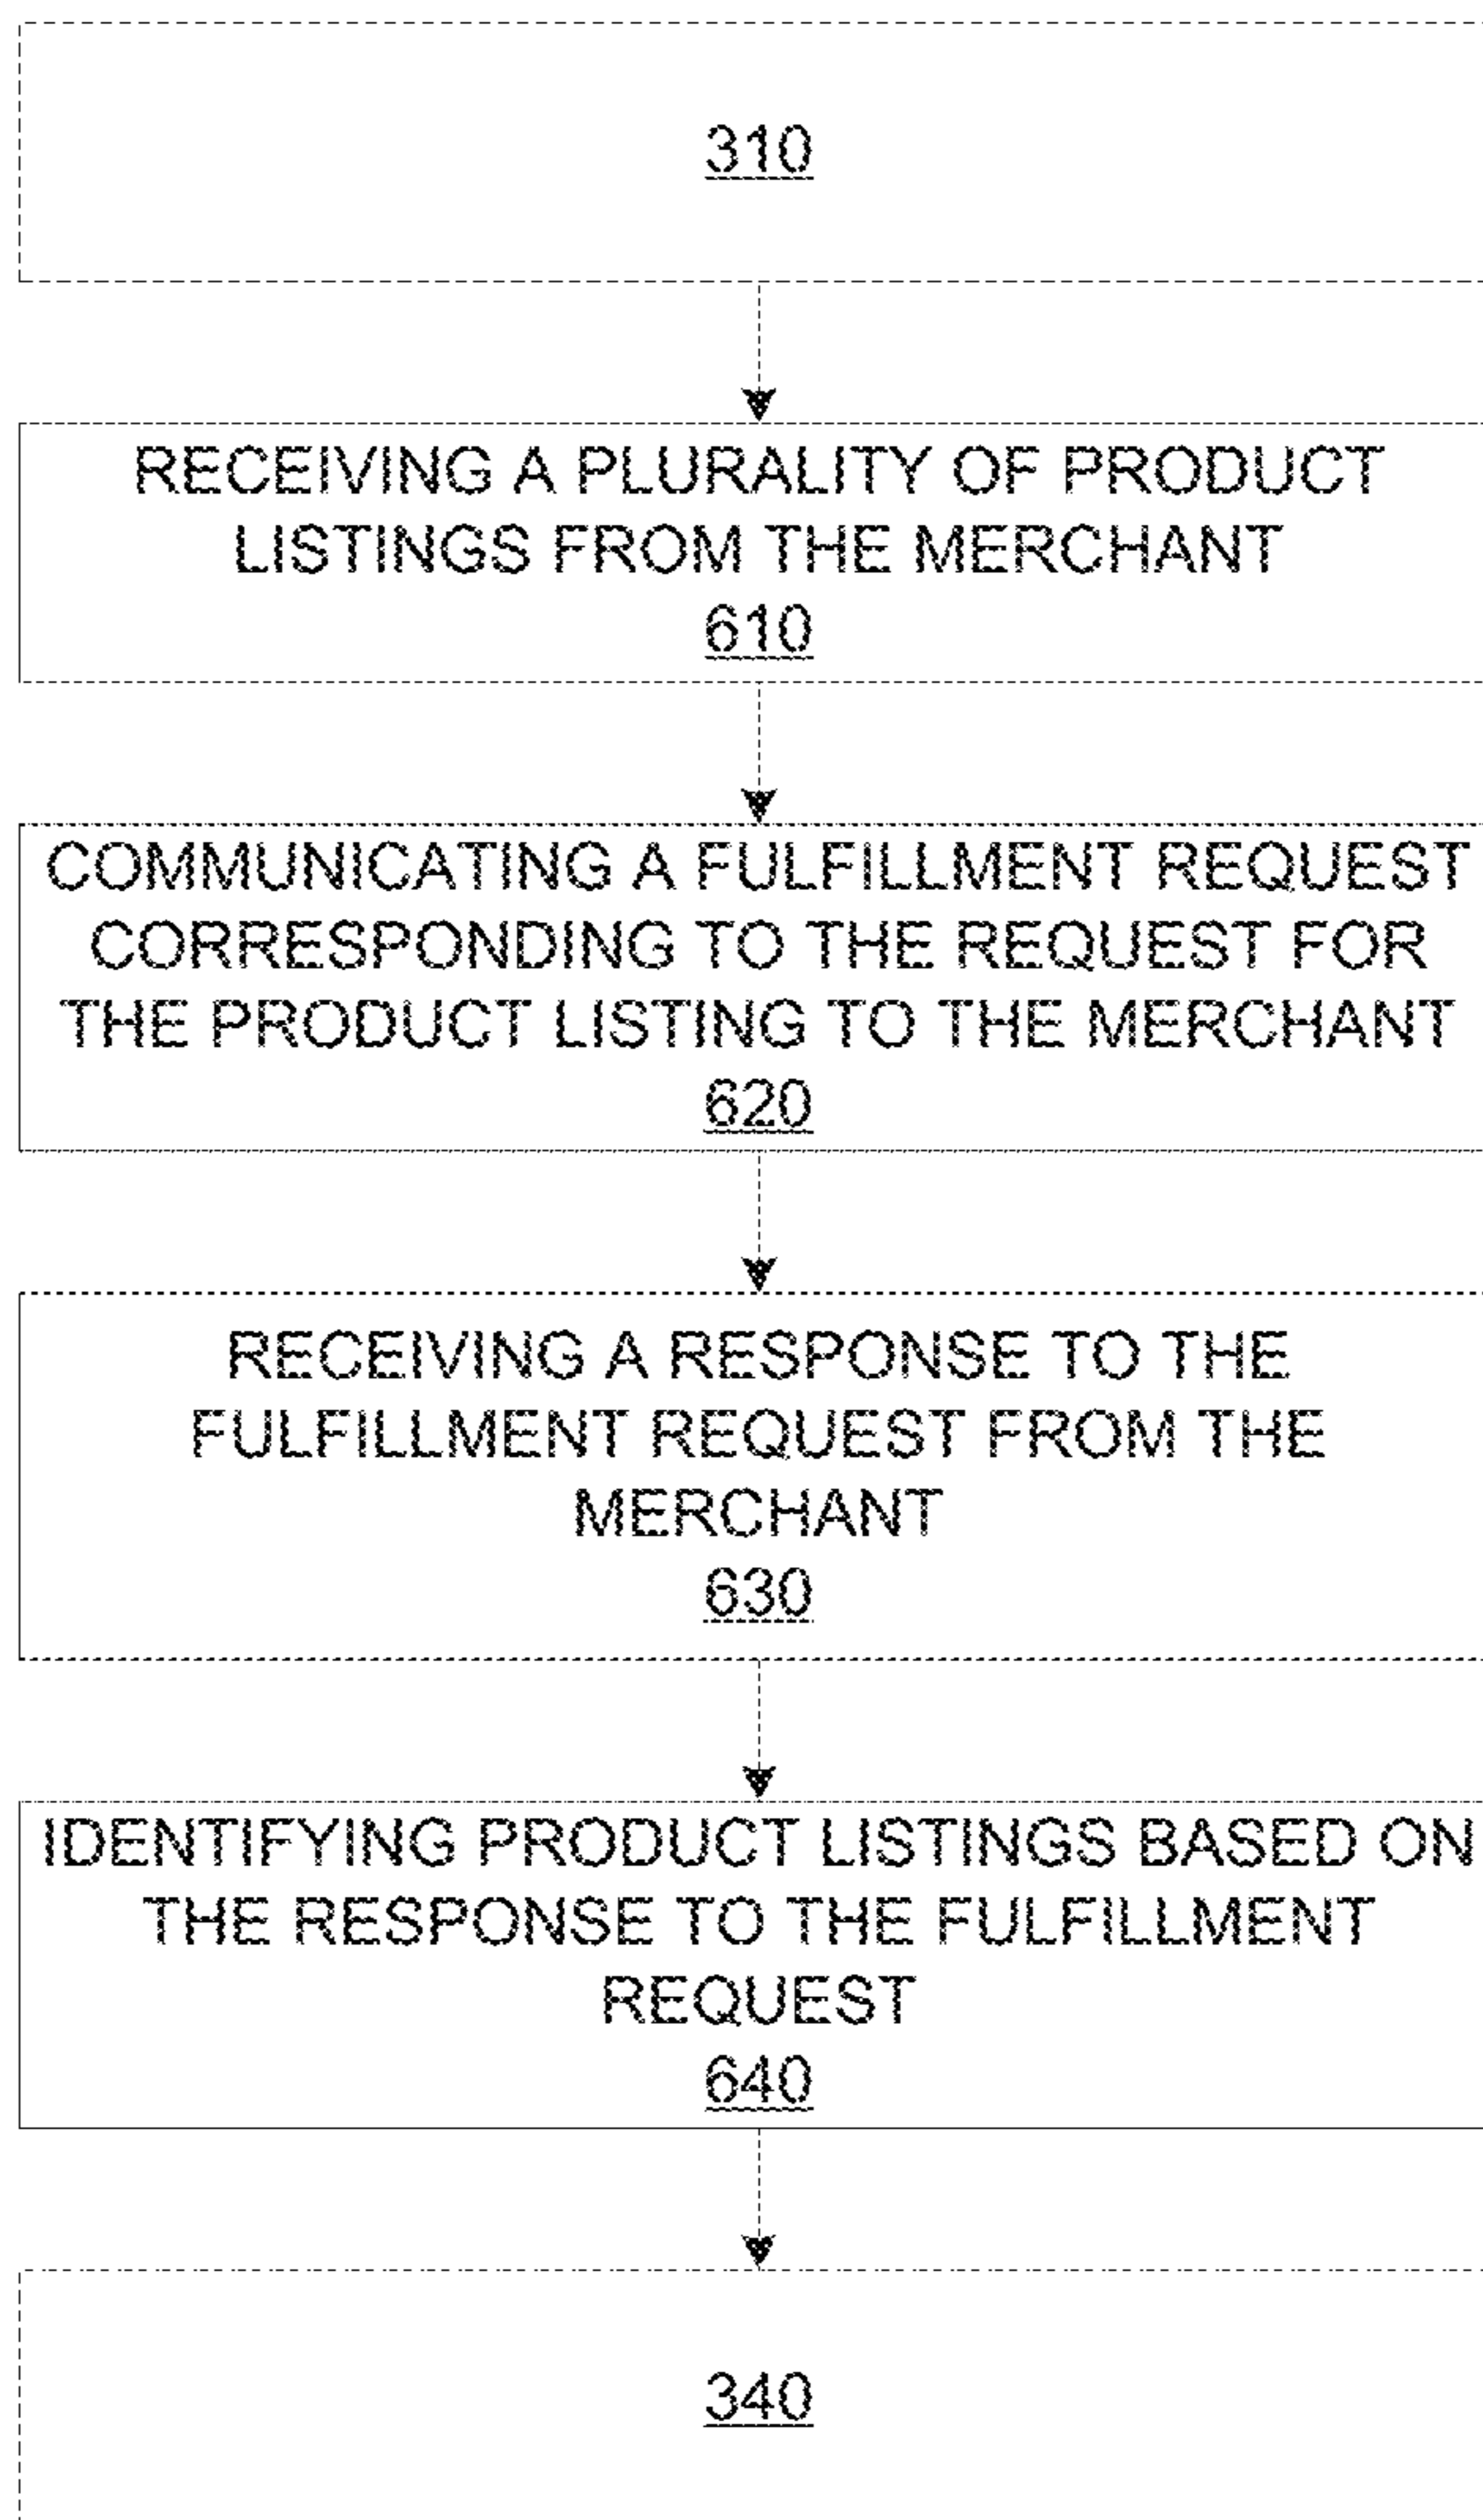 310
RECEIVING A PLURALITY OF PRODUCT
LISTINGS FROM THE MERCHANT
610
COMMUNICATING A FULFILLMENT REQUEST
CORRESPONDING TO THE REQUEST FOR
THE PRODUCT LISTING TO THE MERCHANT
620
RECEIVING A RESPONSE TO THE
FULFILLMENT REQUEST FROM THE
MERCHANT
630
IDENTIFYING PRODUCT LISTINGS BASED ON
THE RESPONSE TO THE FULFILLMENT
REQUEST
640
340